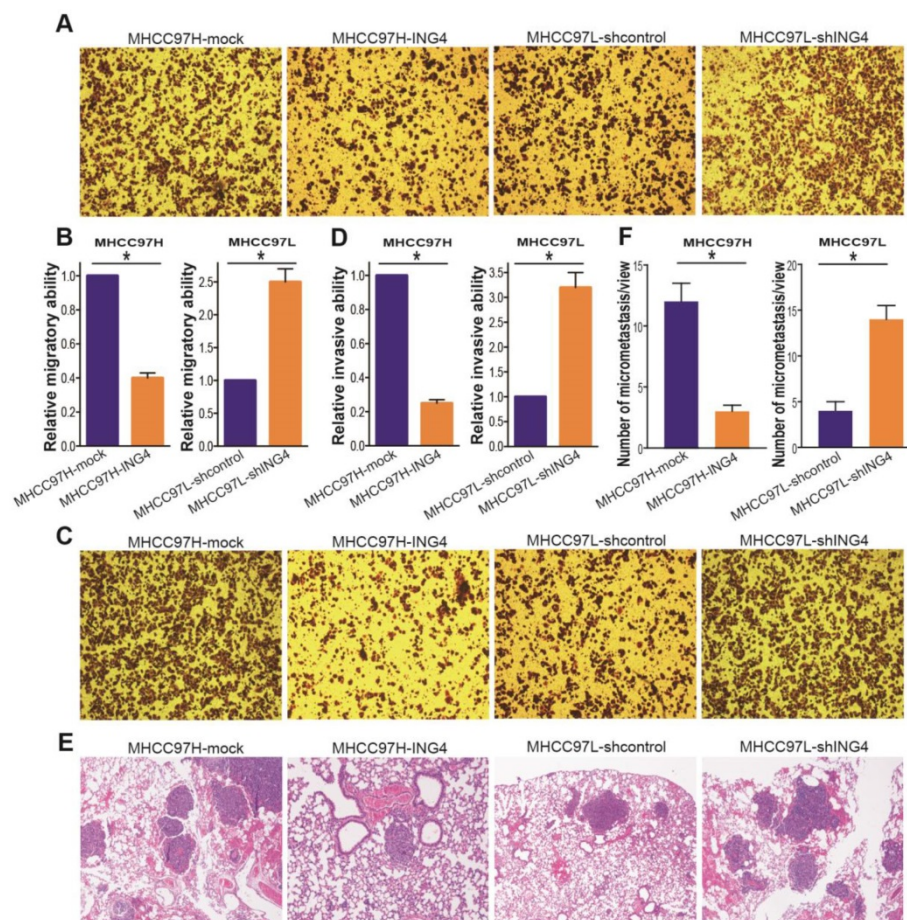 A
MHCC97H-mock MHCC97H-ING4 MHCC97L-shcontrol MHCC97L-shING4
B
MHCC97H
*
Relative migratory ability
1.0
0.8
0.6
0.4
0.2
0.0
MHCC97H-mock
MHCC97H-ING4
MHCC97L
*
Relative migratory ability
2.5
2.0
1.5
1.0
0.5
0.0
MHCC97L-shcontrol
MHCC97L-shING4
D
MHCC97H
*
Relative invasive ability
1.0
0.8
0.6
0.4
0.2
0.0
MHCC97H-mock
MHCC97H-ING4
MHCC97L
*
Relative invasive ability
3.5
3.0
2.5
2.0
1.5
1.0
0.5
0.0
MHCC97L-shcontrol
MHCC97L-shING4
F
MHCC97H
*
Number of micrometastasis/view
15
10
5
0
MHCC97H-mock
MHCC97H-ING4
MHCC97L
*
Number of micrometastasis/view
20
15
10
5
0
MHCC97L-shcontrol
MHCC97L-shING4
C
MHCC97H-mock MHCC97H-ING4 MHCC97L-shcontrol MHCC97L-shING4
E
MHCC97H-mock MHCC97H-ING4 MHCC97L-shcontrol MHCC97L-shING4